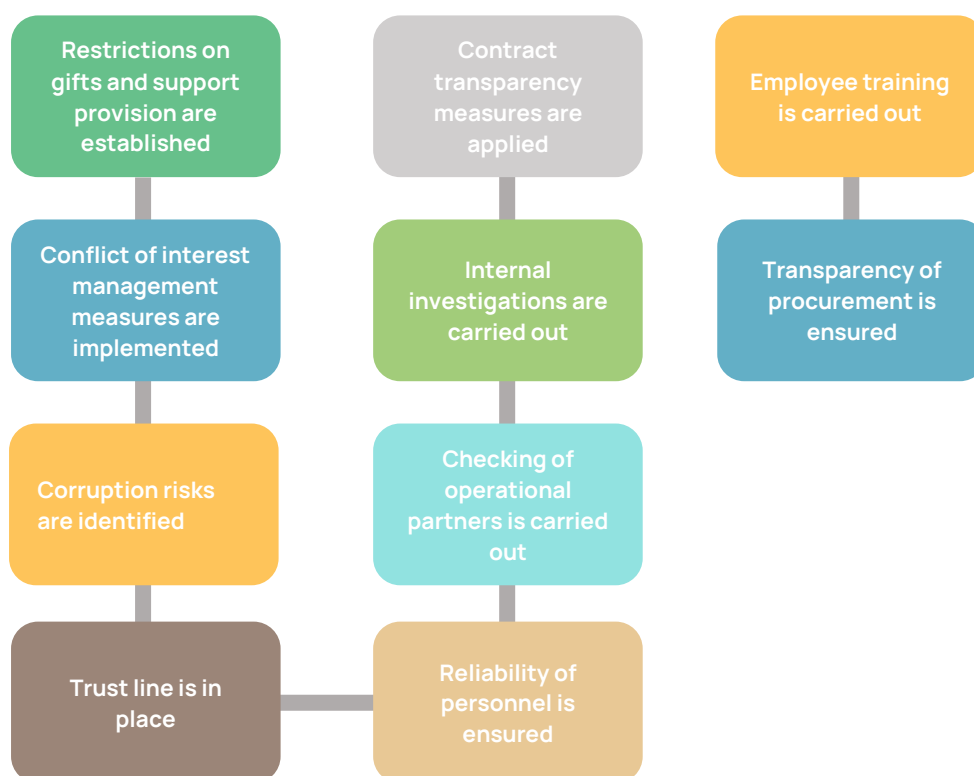 Restrictions on
gifts and support
provision are
established
Conflict of interest
management
measures are
implemented
Corruption risks
are identified
Trust line is in
place
Reliability of
personnel is
ensured
Checking of
operational
partners is carried
out
Internal
investigations are
carried out
Contract
transparency
measures are
applied
Employee training
is carried out
Transparency of
procurement is
ensured